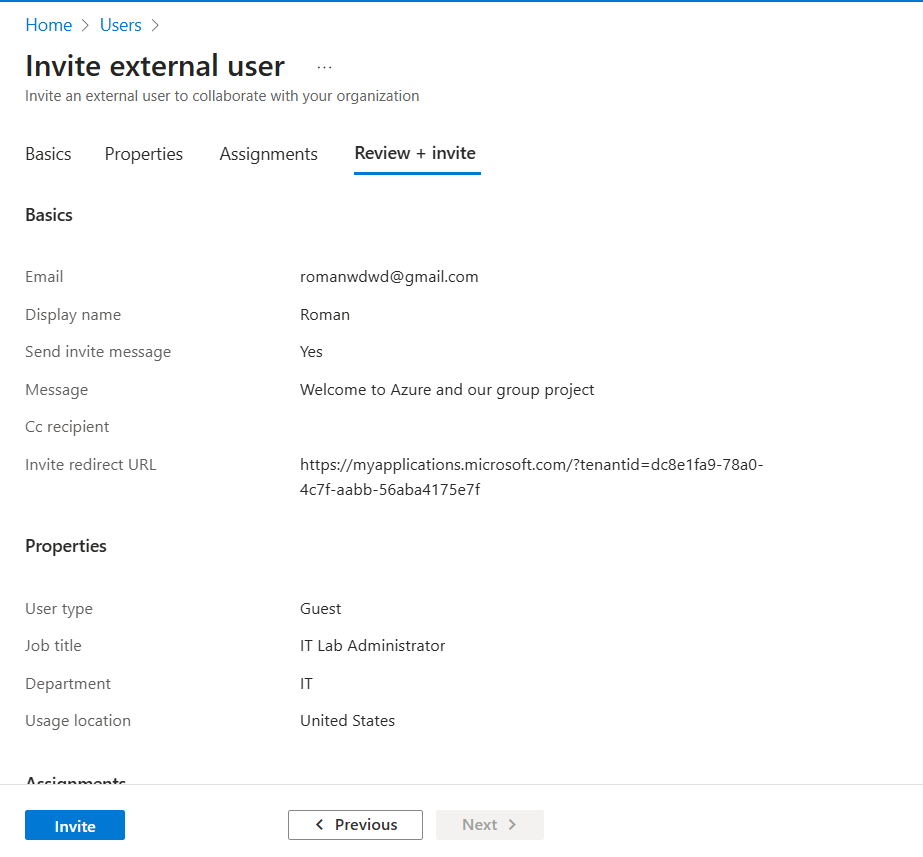 Home > Users >
Invite external user ...
Invite an external user to collaborate with your organization
Basics Properties Assignments Review + invite
Basics
Email romanwdwd@gmail.com
Display name Roman
Send invite message Yes
Message Welcome to Azure and our group project
Cc recipient
Invite redirect URL https://myapplications.microsoft.com/?tenantid=dc8e1fa9-78a0-
4c7f-aabb-56aba4175e7f
Properties
User type Guest
Job title IT Lab Administrator
Department IT
Usage location United States
Assignments
Invite < Previous Next >